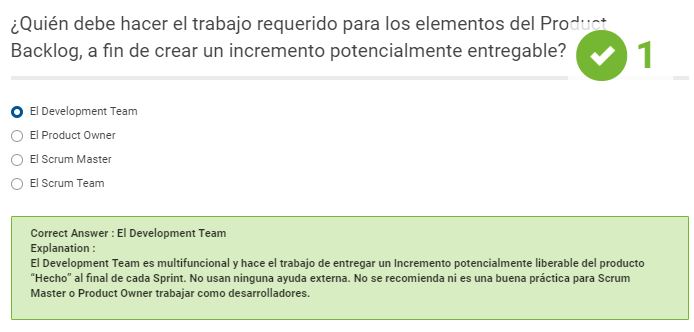 ¿Quién debe hacer el trabajo requerido para los elementos del Product
Backlog, a fin de crear un incremento potencialmente entregable?
1
El Development Team
El Product Owner
El Scrum Master
El Scrum Team
Correct Answer : El Development Team
Explanation :
El Development Team es multifuncional y hace el trabajo de entregar un Incremento potencialmente liberable del producto
“Hecho” al final de cada Sprint. No usan ninguna ayuda externa. No se recomienda ni es una buena práctica para Scrum
Master o Product Owner trabajar como desarrolladores.